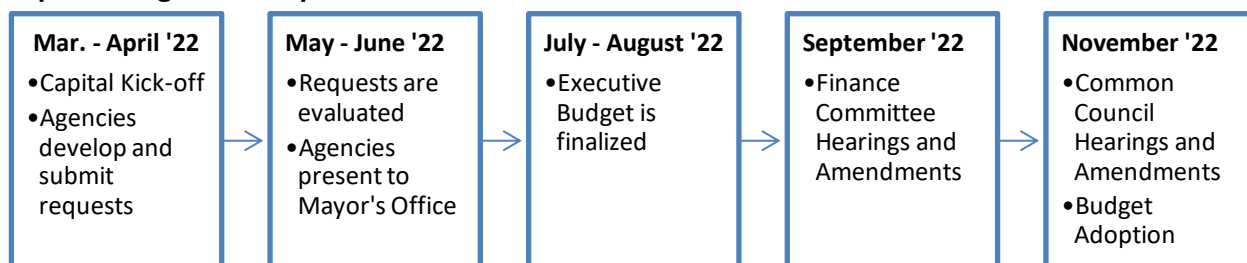 Mar. - April '22
•Capital Kick-off
•Agencies
develop and
submit
requests
May - June '22
•Requests are
evaluated
•Agencies
present to
Mayor's Office
July - August '22
•Executive
Budget is
finalized
September '22
•Finance
Committee
Hearings and
Amendments
November '22
•Common
Council
Hearings and
Amendments
•Budget
Adoption